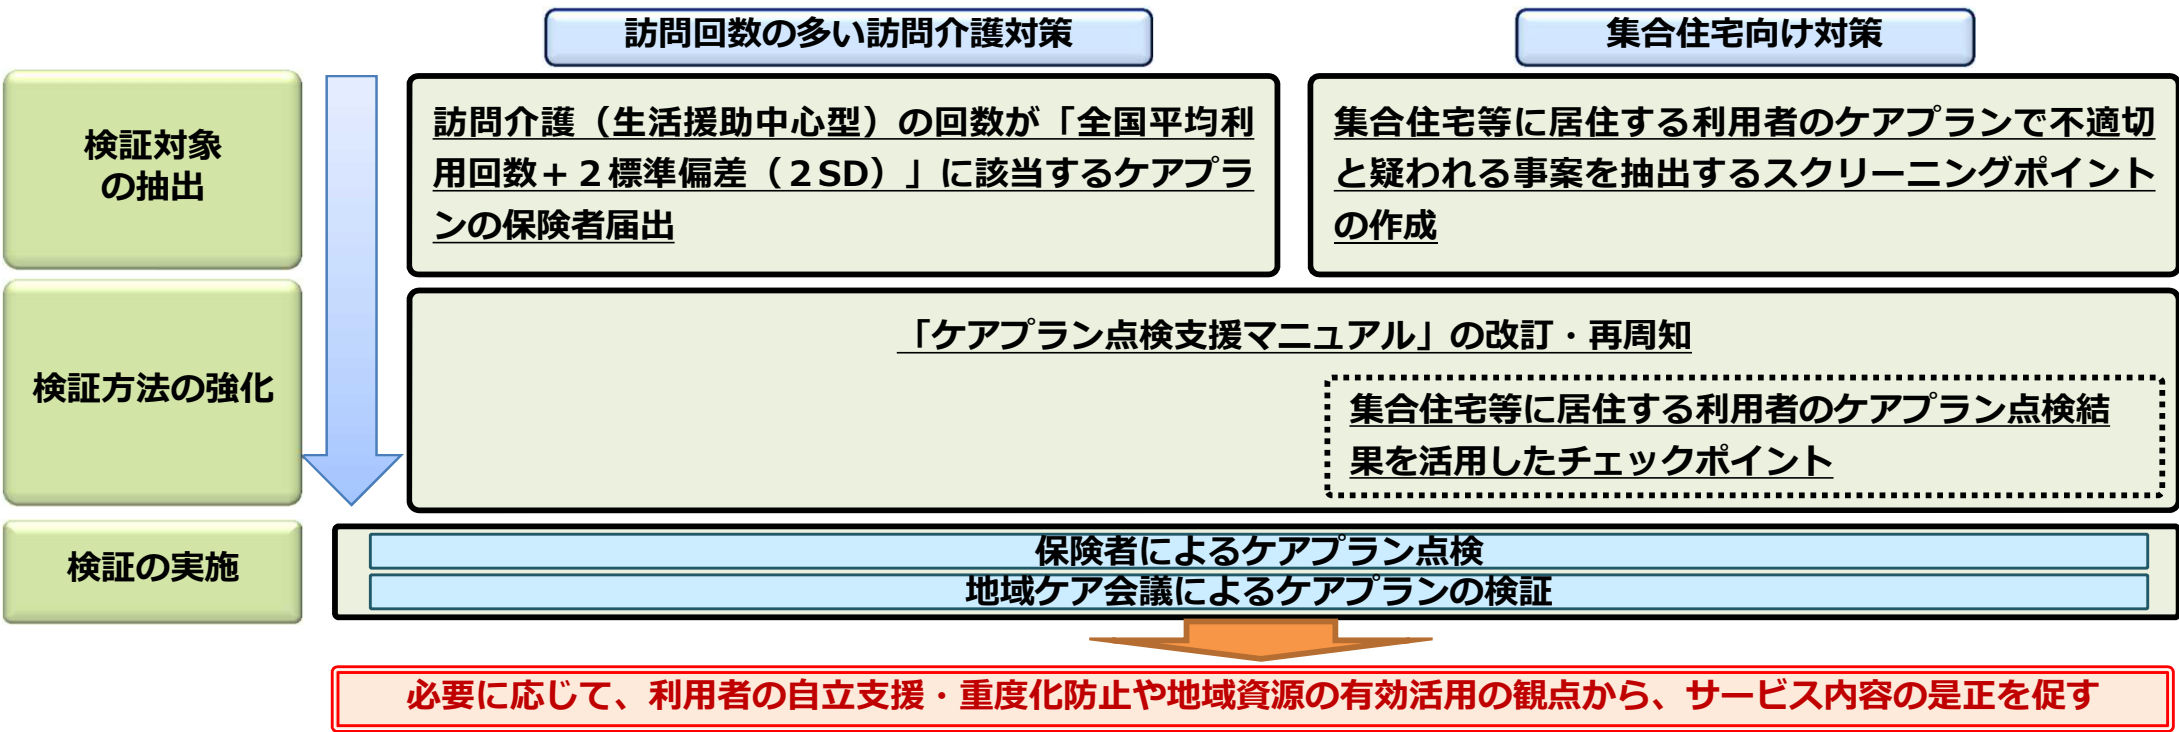 訪問回数の多い訪問介護対策
集合住宅向け対策
検証対象
の抽出
訪問介護（生活援助中心型）の回数が「全国平均利
用回数＋２標準偏差（２SD）」に該当するケアプラ
ンの保険者届出
集合住宅等に居住する利用者のケアプランで不適切
と疑われる事案を抽出するスクリーニングポイント
の作成
検証方法の強化
「ケアプラン点検支援マニュアル」の改訂・再周知
集合住宅等に居住する利用者のケアプラン点検結
果を活用したチェックポイント
検証の実施
保険者によるケアプラン点検
地域ケア会議によるケアプランの検証
必要に応じて、利用者の自立支援・重度化防止や地域資源の有効活用の観点から、サービス内容の是正を促す